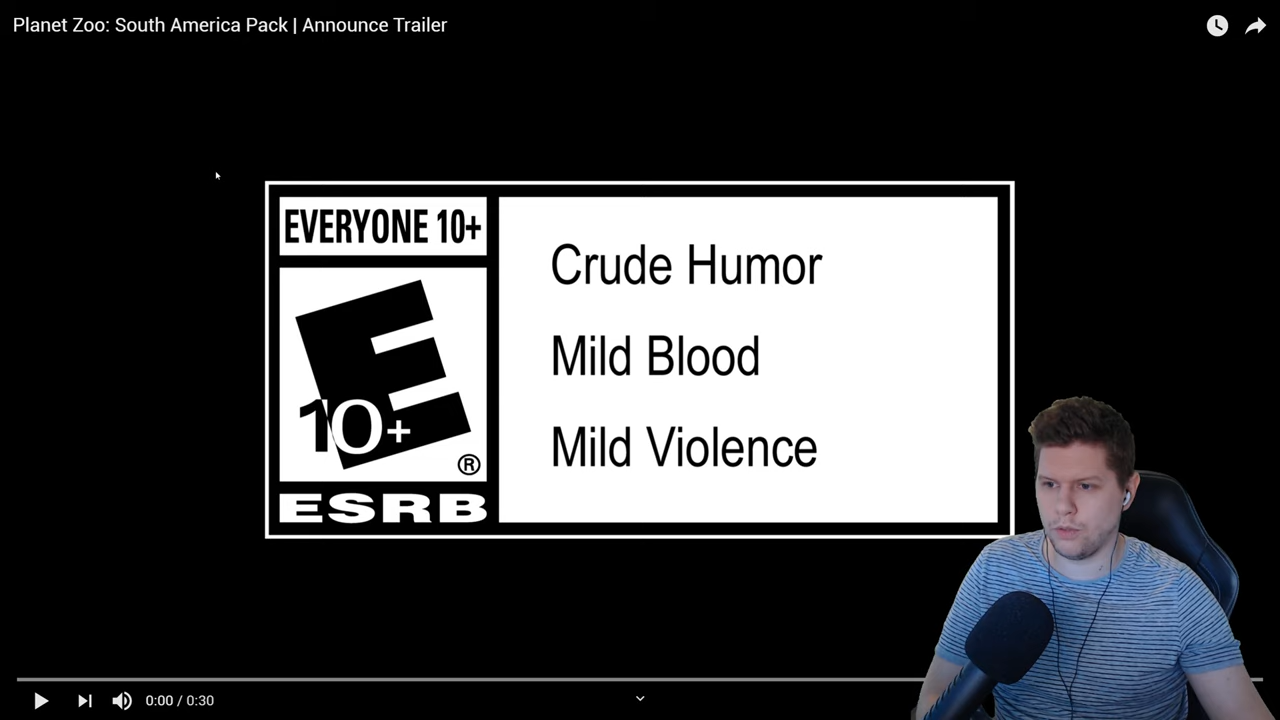 Planet Zoo: South America Pack | Announce Trailer
EVERYONE 10+
Crude Humor
Mild Blood
Mild Violence
E
10+
®
ESRB
0:00 / 0:30